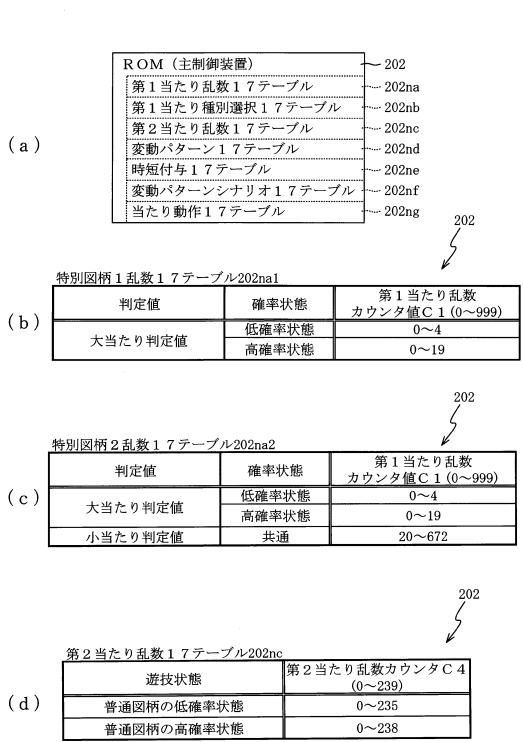 (a)
ROM(主制御装置)
202
第1当たり乱数17テーブル
202na
第1当たり種別選択17テーブル
202nb
第2当たり乱数17テーブル
202nc
変動パターン17テーブル
202nd
時短付与17テーブル
202ne
変動パターンシナリオ17テーブル
202nf
当たり動作17テーブル
202ng
202
特別図柄1乱数17テーブル202na1
(b)
判定値
確率状態
第1当たり乱数
カウンタ値C1(0~999)
大当たり判定値
低確率状態
0~4
高確率状態
0~19
202
特別図柄2乱数17テーブル202na2
(c)
判定値
確率状態
第1当たり乱数
カウンタ値C1(0~999)
大当たり判定値
低確率状態
0~4
高確率状態
0~19
小当たり判定値
共通
20~672
202
第2当たり乱数17テーブル202nc
(d)
遊技状態
第2当たり乱数カウンタC4
(0~239)
普通図柄の低確率状態
0~235
普通図柄の高確率状態
0~238